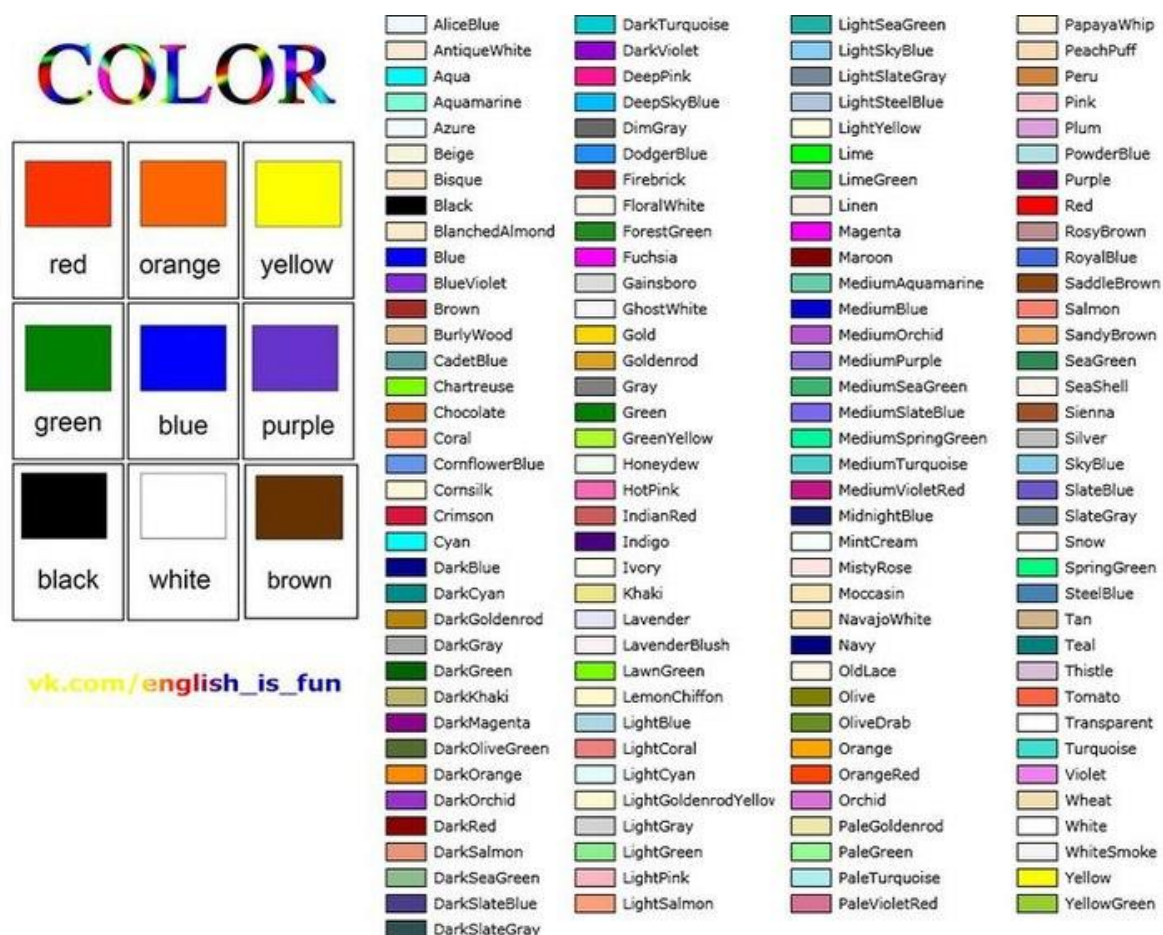 COLOR
red
orange
yellow
green
blue
purple
black
white
brown
vk.com/english_is_fun
AliceBlue
AntiqueWhite
Aqua
Aquamarine
Azure
Beige
Bisque
Black
BlanchedAlmond
Blue
BlueViolet
Brown
BurlyWood
CadetBlue
Chartreuse
Chocolate
Coral
CornflowerBlue
Cornsilk
Crimson
Cyan
DarkBlue
DarkCyan
DarkGoldenrod
DarkGray
DarkGreen
DarkKhaki
DarkMagenta
DarkOliveGreen
DarkOrange
DarkOrchid
DarkRed
DarkSalmon
DarkSeaGreen
DarkSlateBlue
DarkSlateGray
DarkTurquoise
DarkViolet
DeepPink
DeepSkyBlue
DimGray
DodgerBlue
Firebrick
FloralWhite
ForestGreen
Fuchsia
Gainsboro
GhostWhite
Gold
Goldenrod
Gray
Green
GreenYellow
Honeydew
HotPink
IndianRed
Indigo
Ivory
Khaki
Lavender
LavenderBlush
LawnGreen
LemonChiffon
LightBlue
LightCoral
LightCyan
LightGoldenrodYellow
LightGray
LightGreen
LightPink
LightSalmon
LightSeaGreen
LightSkyBlue
LightSlateGray
LightSteelBlue
LightYellow
Lime
LimeGreen
Linen
Magenta
Maroon
MediumAquamarine
MediumBlue
MediumOrchid
MediumPurple
MediumSeaGreen
MediumSlateBlue
MediumSpringGreen
MediumTurquoise
MediumVioletRed
MidnightBlue
MintCream
MistyRose
Moccasin
NavajoWhite
Navy
OldLace
Olive
OliveDrab
Orange
OrangeRed
Orchid
PaleGoldenrod
PaleGreen
PaleTurquoise
PaleVioletRed
PapayaWhip
PeachPuff
Peru
Pink
Plum
PowderBlue
Purple
Red
RosyBrown
RoyalBlue
SaddleBrown
Salmon
SandyBrown
SeaGreen
SeaShell
Sienna
Silver
SkyBlue
SlateBlue
SlateGray
Snow
SpringGreen
SteelBlue
Tan
Teal
Thistle
Tomato
Transparent
Turquoise
Violet
Wheat
White
WhiteSmoke
Yellow
YellowGreen